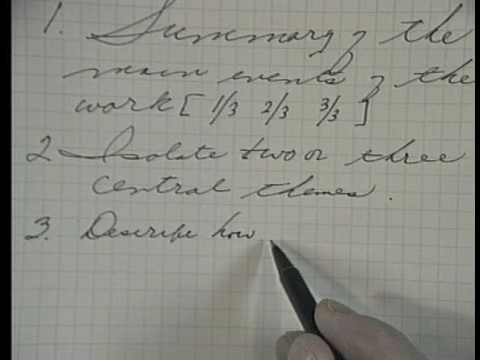 1. Summary of the
main events of the
work [ 1/3 2/3 3/3 ]
2 Isolate two or three
central themes.
3. Describe how